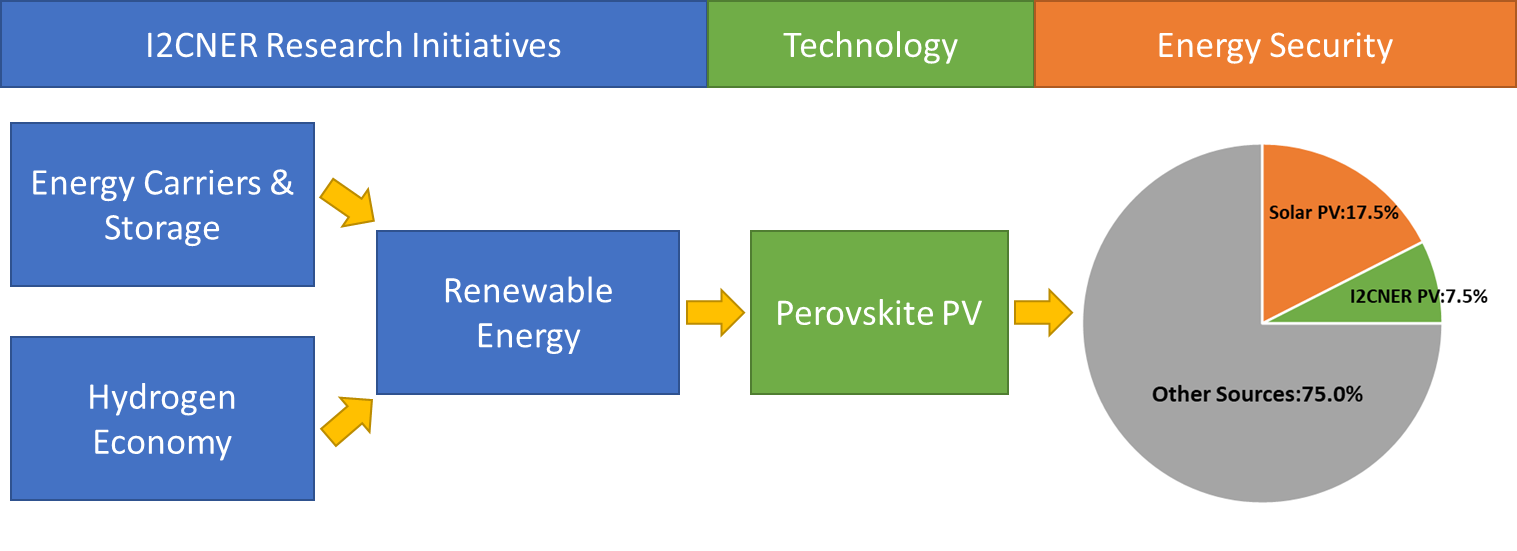 I2CNER Research Initiatives
Technology
Energy Security
Energy Carriers &
Storage
Hydrogen
Economy
Renewable
Energy
Perovskite PV
Solar PV:17.5%
I2CNER PV:7.5%
Other Sources:75.0%